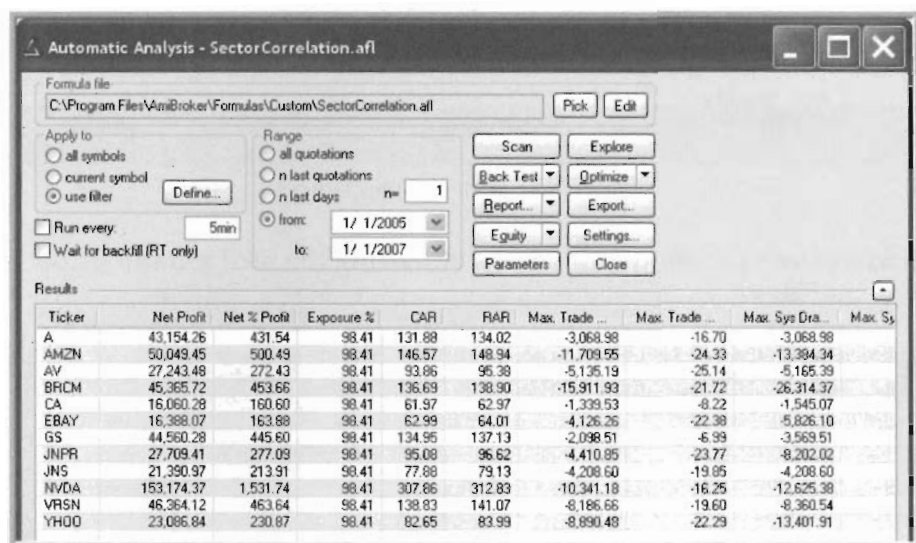 Automatic Analysis - SectorCorrelation.afl
Formula file
C:\Program Files\AmiBroker\Formulas\Custom\SectorCorrelation.afl Pick Edit
Apply to Range
all symbols all quotations Scan Explore
current symbol n last quotations Back Test Optimize
use filter Define... n last days n= 1 Report... Export...
Run every: 5min from: 1/ 1/2005 Equity Settings...
Wait for backfill (RT only) to: 1/ 1/2007 Parameters Close
Results
Ticker Net Profit Net % Profit Exposure % CAR RAR Max. Trade ... Max. Trade ... Max. Sys Dra... Max. Sy
A 43,154.26 431.54 98.41 131.88 134.02 -3,068.98 -16.70 -3,068.98
AMZN 50,049.45 500.49 98.41 146.57 148.94 -11,709.55 -24.33 -13,384.34
AV 27,243.48 272.43 98.41 93.86 95.38 -5,135.19 -25.14 -5,165.39
BRCM 45,365.72 453.66 98.41 136.69 138.90 -15,911.93 -21.72 -26,314.37
CA 16,060.28 160.60 98.41 61.97 62.97 -1,339.53 -8.22 -1,545.07
EBAY 16,388.07 163.88 98.41 62.99 64.01 -4,126.26 -22.38 -5,826.10
GS 44,560.28 445.60 98.41 134.95 137.13 -2,098.51 -6.99 -3,569.51
JNPR 27,709.41 277.09 98.41 95.08 96.62 -4,410.85 -23.77 -8,202.02
JNS 21,390.97 213.91 98.41 77.88 79.13 -4,208.60 -19.85 -4,208.60
NVDA 153,174.37 1,531.74 98.41 307.86 312.83 -10,341.18 -16.25 -12,625.38
VRSN 46,364.12 463.64 98.41 138.83 141.07 -8,186.66 -19.60 -8,360.54
YHOO 23,086.84 230.87 98.41 82.65 83.99 -8,890.48 -22.29 -13,401.91